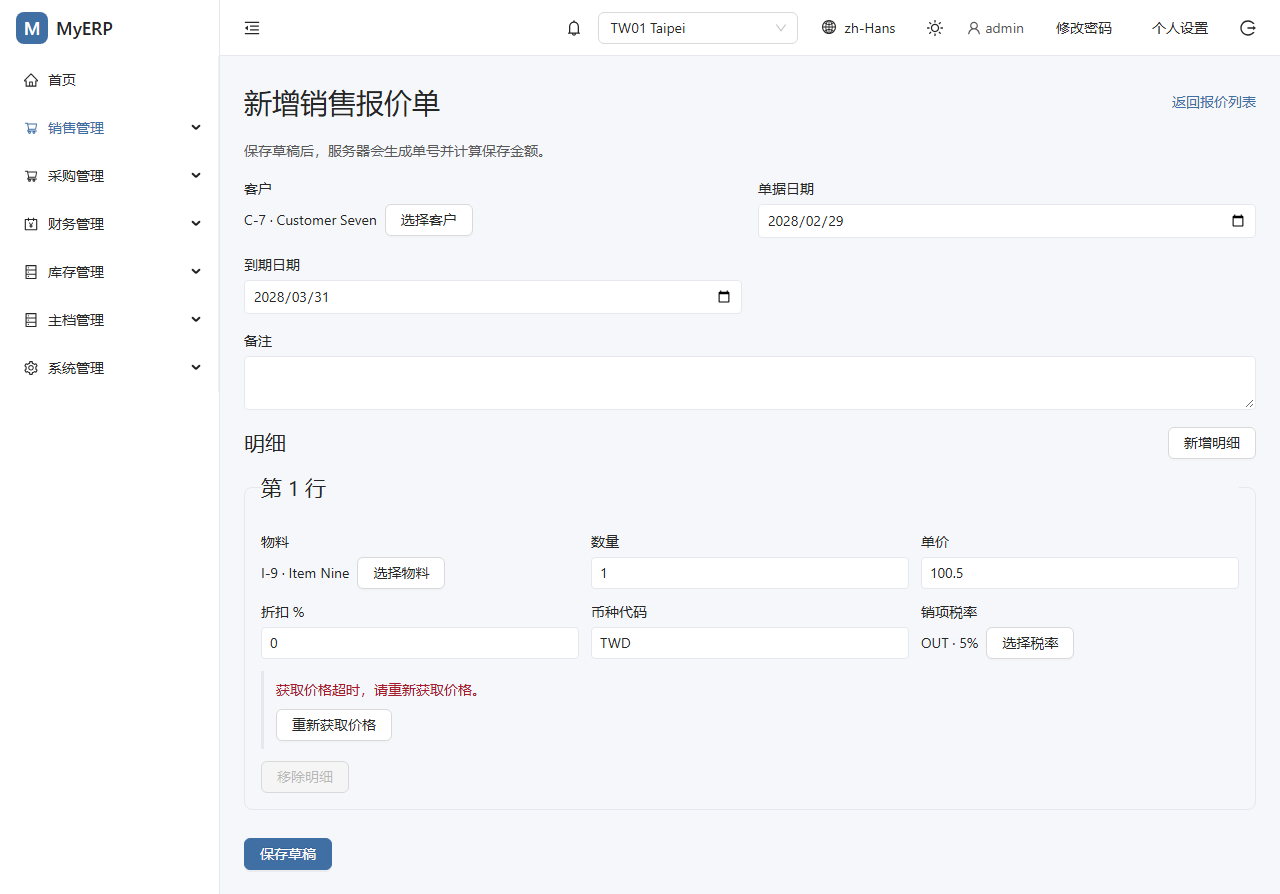 M MyERP
TW01 Taipei
zh-Hans
admin
修改密码
个人设置
首页
销售管理
采购管理
财务管理
库存管理
主档管理
系统管理
新增销售报价单
返回报价列表
保存草稿后，服务器会生成单号并计算保存金额。
客户
C-7 · Customer Seven 选择客户
单据日期
2028/02/29
到期日期
2028/03/31
备注
明细
新增明细
第 1 行
物料
I-9 · Item Nine 选择物料
数量
1
单价
100.5
折扣 %
0
币种代码
TWD
销项税率
OUT · 5% 选择税率
获取价格超时，请重新获取价格。
重新获取价格
移除明细
保存草稿